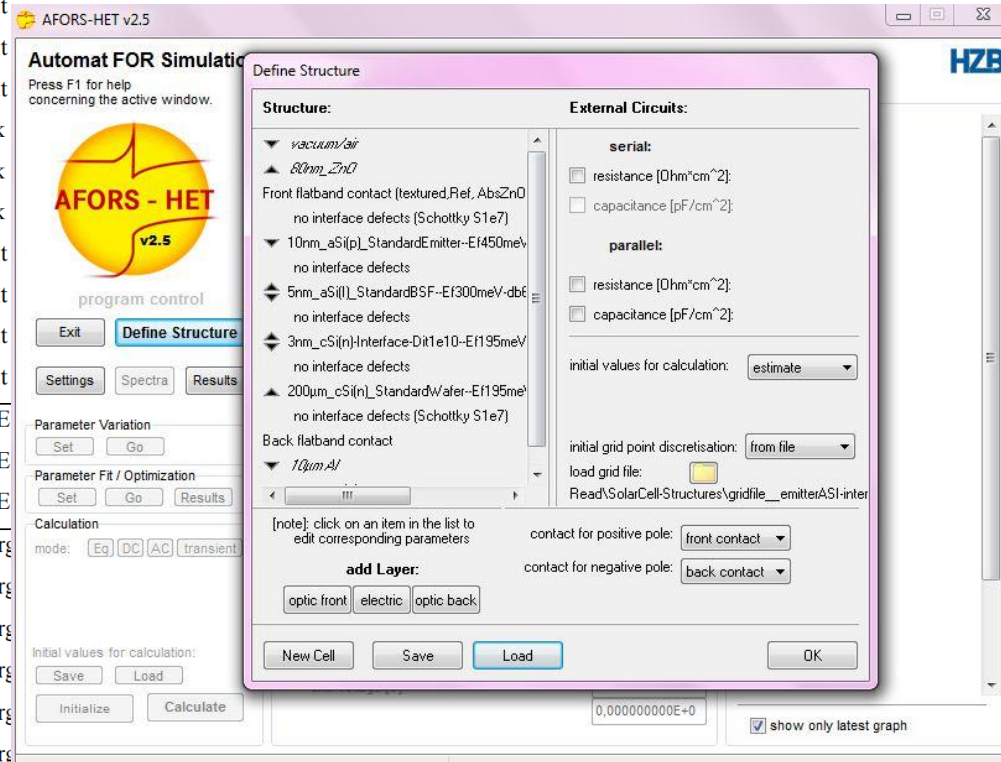 AFORS-HET v2.5
Automat FOR Simulatio
HZB
Press F1 for help
concerning the active window.
AFORS - HET
v2.5
program control
Exit
Define Structure
Settings
Spectra
Results
Parameter Variation
Set
Go
Parameter Fit / Optimization
Set
Go
Results
Calculation
mode:
Eq
DC
AC
transient
Initial values for calculation:
Save
Load
Initialize
Calculate
Define Structure
Structure:
vacuum/air
80nm_ZnO
Front flatband contact (textured,Ref, AbsZnO
no interface defects (Schottky S1e7)
10nm_aSi(p)_StandardEmitter--Ef450meV
no interface defects
5nm_aSi(I)_StandardBSF--Ef300meV-db6
no interface defects
3nm_cSi(n)-Interface-Dit1e10--Ef195meV
no interface defects
200µm_cSi(n)_StandardWafer--Ef195meV
no interface defects (Schottky S1e7)
Back flatband contact
10µm Al
[note]: click on an item in the list to
edit corresponding parameters
add Layer:
optic front
electric
optic back
External Circuits:
serial:
resistance [Ohm*cm^2]:
capacitance [pF/cm^2]:
parallel:
resistance [Ohm*cm^2]:
capacitance [pF/cm^2]:
initial values for calculation:
estimate
initial grid point discretisation:
from file
load grid file:
Read\SolarCell-Structures\gridfile__emitterASI-inter
contact for positive pole:
front contact
contact for negative pole:
back contact
New Cell
Save
Load
OK
0,000000000E+0
show only latest graph